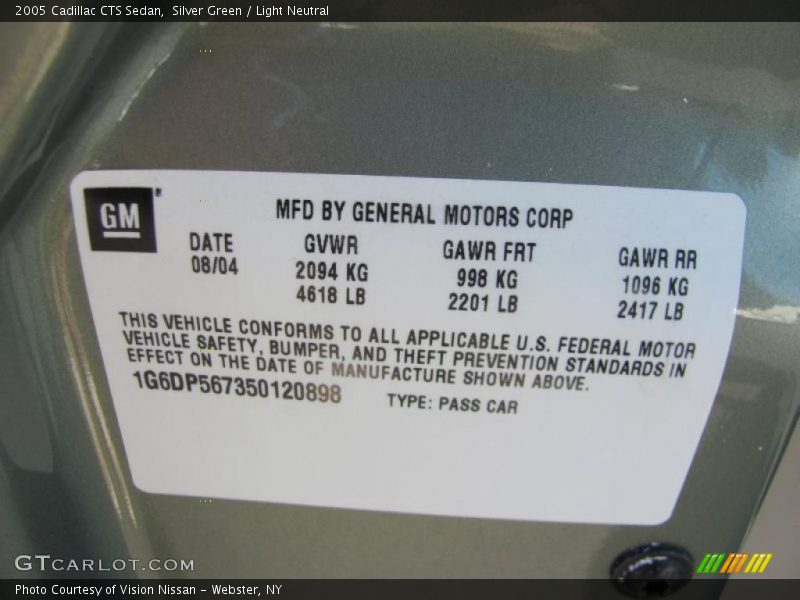 2005 Cadillac CTS Sedan, Silver Green / Light Neutral
GM
MFD BY GENERAL MOTORS CORP
DATE GVWR GAWR FRT GAWR RR
08/04 2094 KG 998 KG 1096 KG
4618 LB 2201 LB 2417 LB
THIS VEHICLE CONFORMS TO ALL APPLICABLE U.S. FEDERAL MOTOR
VEHICLE SAFETY, BUMPER, AND THEFT PREVENTION STANDARDS IN
EFFECT ON THE DATE OF MANUFACTURE SHOWN ABOVE.
1G6DP567350120898 TYPE: PASS CAR
GTCARLOT.COM
Photo Courtesy of Vision Nissan - Webster, NY